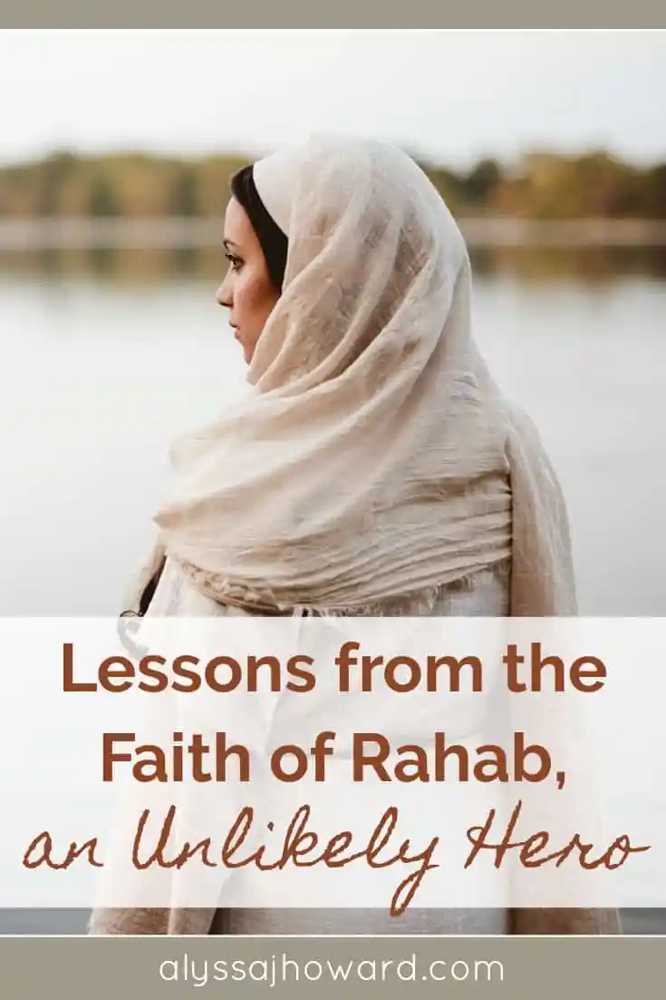 Lessons from the
Faith of Rahab,
an Unlikely Hero
alyssajhoward.com